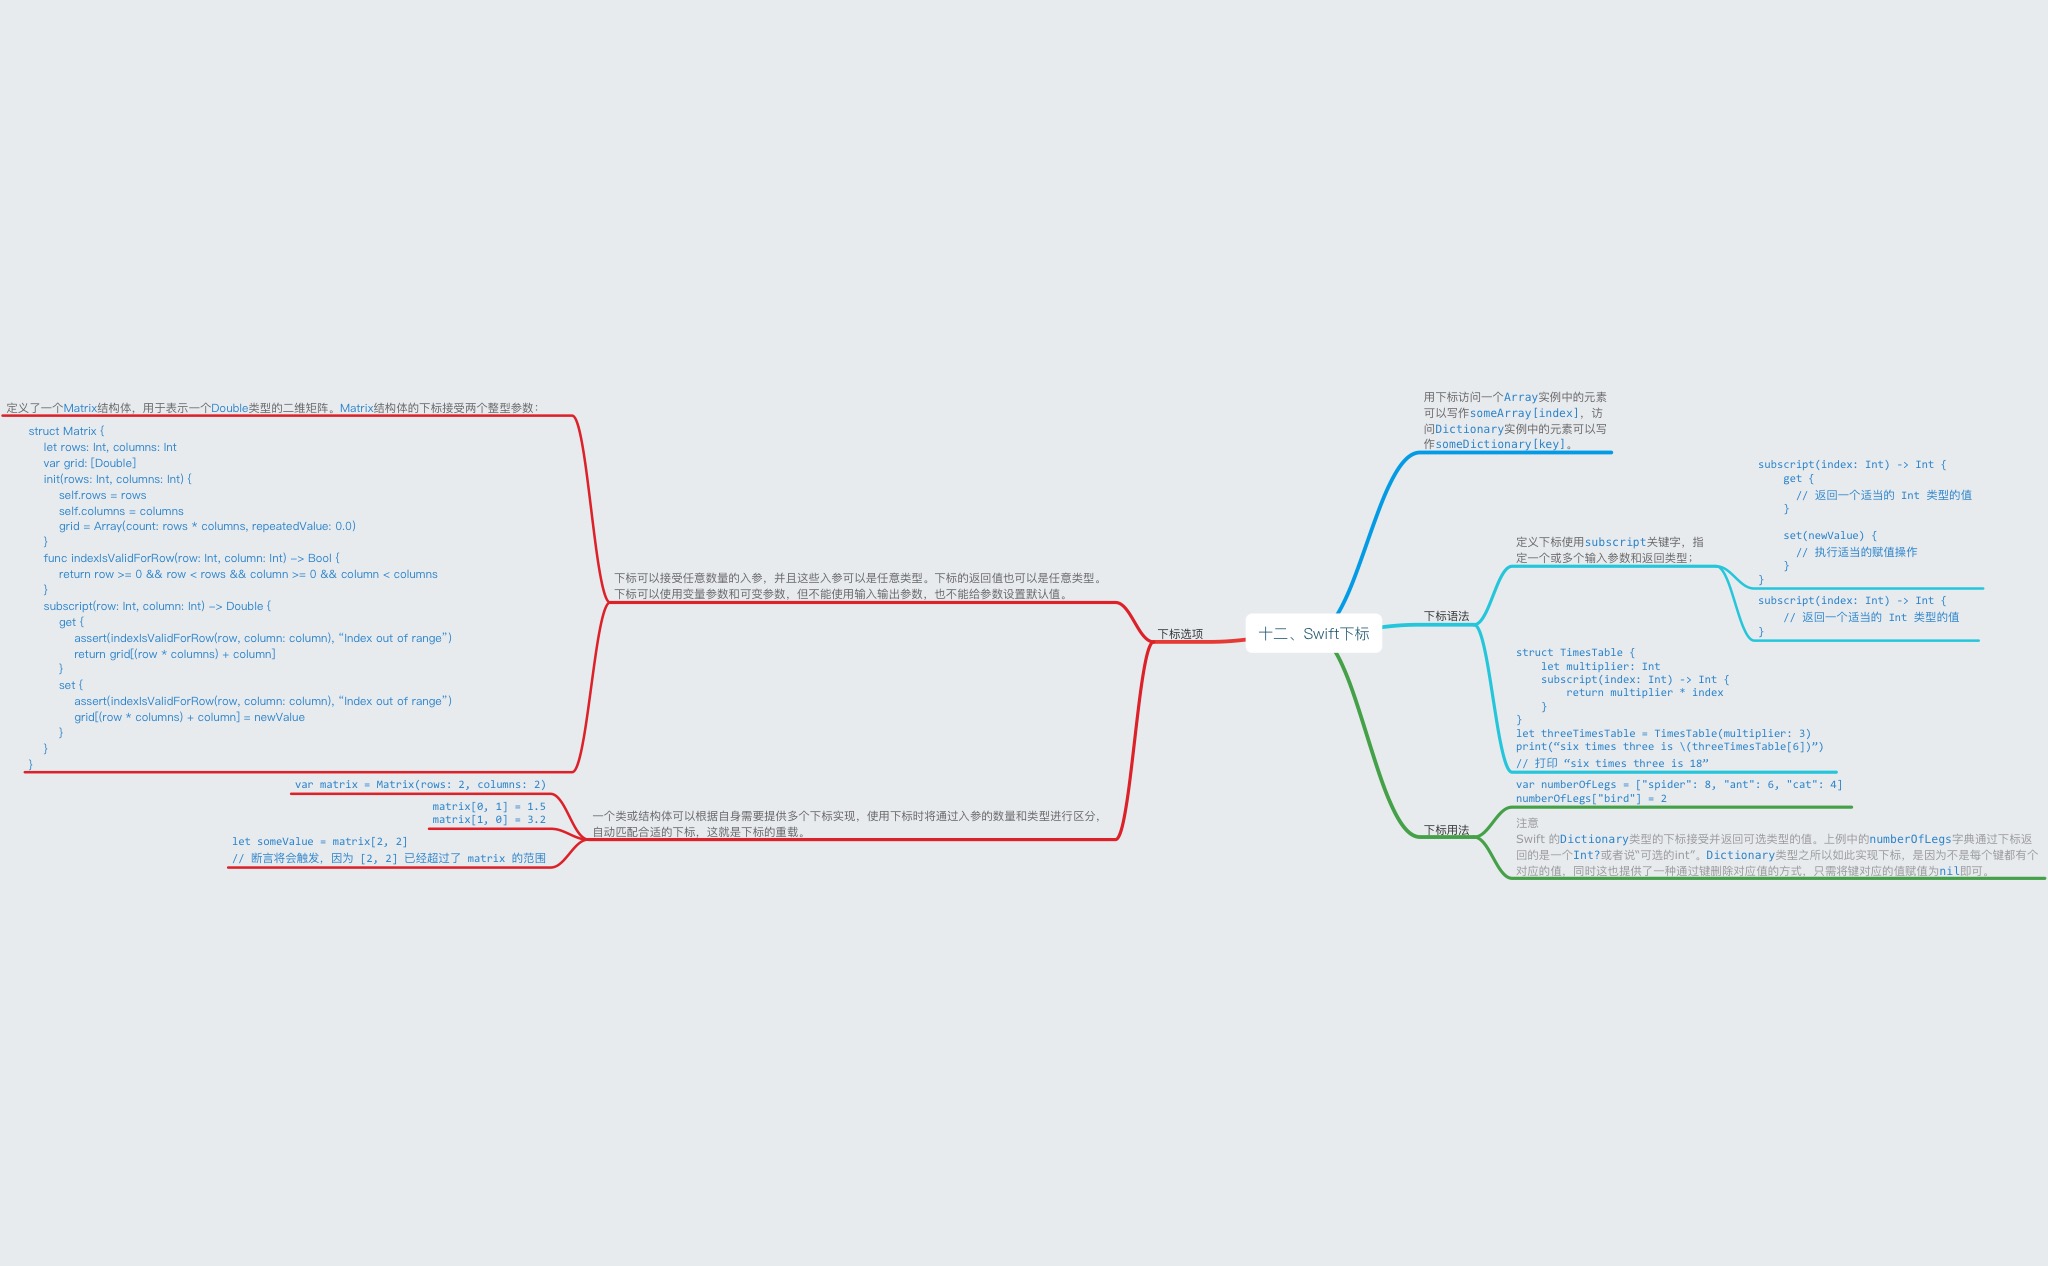 十二、Swift下标
用下标访问一个Array实例中的元素
可以写作someArray[index]，访
问Dictionary实例中的元素可以写
作someDictionary[key]。
下标语法
定义下标使用subscript关键字，指
定一个或多个输入参数和返回类型：
subscript(index: Int) -> Int {
    get {
      // 返回一个适当的 Int 类型的值
    }

    set(newValue) {
      // 执行适当的赋值操作
    }
}
subscript(index: Int) -> Int {
    // 返回一个适当的 Int 类型的值
}
struct TimesTable {
    let multiplier: Int
    subscript(index: Int) -> Int {
        return multiplier * index
    }
}
let threeTimesTable = TimesTable(multiplier: 3)
print(“six times three is \(threeTimesTable[6])”)
// 打印 “six times three is 18”
下标用法
var numberOfLegs = ["spider": 8, "ant": 6, "cat": 4]
numberOfLegs["bird"] = 2
注意
Swift 的Dictionary类型的下标接受并返回可选类型的值。上例中的numberOfLegs字典通过下标返
回的是一个Int?或者说“可选的int”。Dictionary类型之所以如此实现下标，是因为不是每个键都有个
对应的值，同时这也提供了一种通过键删除对应值的方式，只需将键对应的值赋值为nil即可。
下标选项
下标可以接受任意数量的入参，并且这些入参可以是任意类型。下标的返回值也可以是任意类型。
下标可以使用变量参数和可变参数，但不能使用输入输出参数，也不能给参数设置默认值。
定义了一个Matrix结构体，用于表示一个Double类型的二维矩阵。Matrix结构体的下标接受两个整型参数：
struct Matrix {
    let rows: Int, columns: Int
    var grid: [Double]
    init(rows: Int, columns: Int) {
        self.rows = rows
        self.columns = columns
        grid = Array(count: rows * columns, repeatedValue: 0.0)
    }
    func indexIsValidForRow(row: Int, column: Int) -> Bool {
        return row >= 0 && row < rows && column >= 0 && column < columns
    }
    subscript(row: Int, column: Int) -> Double {
        get {
            assert(indexIsValidForRow(row, column: column), “Index out of range”)
            return grid[(row * columns) + column]
        }
        set {
            assert(indexIsValidForRow(row, column: column), “Index out of range”)
            grid[(row * columns) + column] = newValue
        }
    }
}
一个类或结构体可以根据自身需要提供多个下标实现，使用下标时将通过入参的数量和类型进行区分，
自动匹配合适的下标，这就是下标的重载。
var matrix = Matrix(rows: 2, columns: 2)
matrix[0, 1] = 1.5
matrix[1, 0] = 3.2
let someValue = matrix[2, 2]
// 断言将会触发，因为 [2, 2] 已经超过了 matrix 的范围